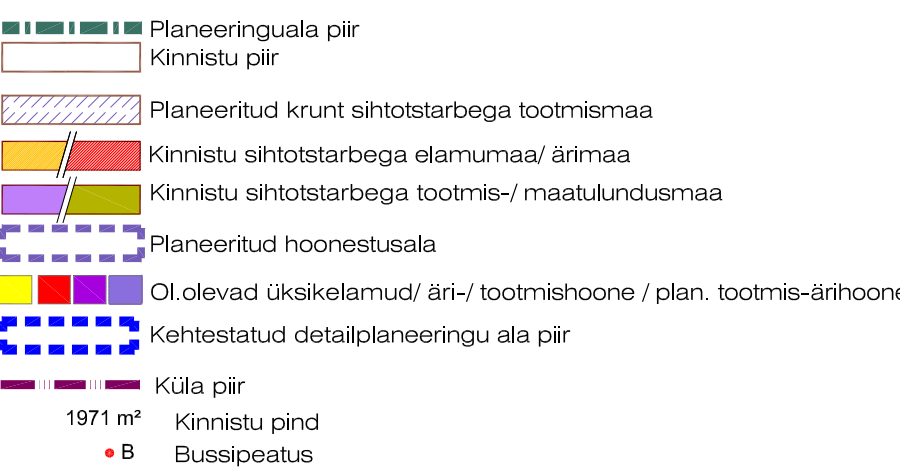 Planeeringuala piir
Kinnistu piir
Planeeritud krunt sihtotstarbega tootmismaa
Kinnistu sihtotstarbega elamumaa/ ärimaa
Kinnistu sihtotstarbega tootmis-/ maatulundusmaa
Planeeritud hoonestusala
Ol.olevad üksikelamud/ äri-/ tootmishoone / plan. tootmis-ärihoone
Kehtestatud detailplaneeringu ala piir
Küla piir
1971 m² Kinnistu pind
B Bussipeatus